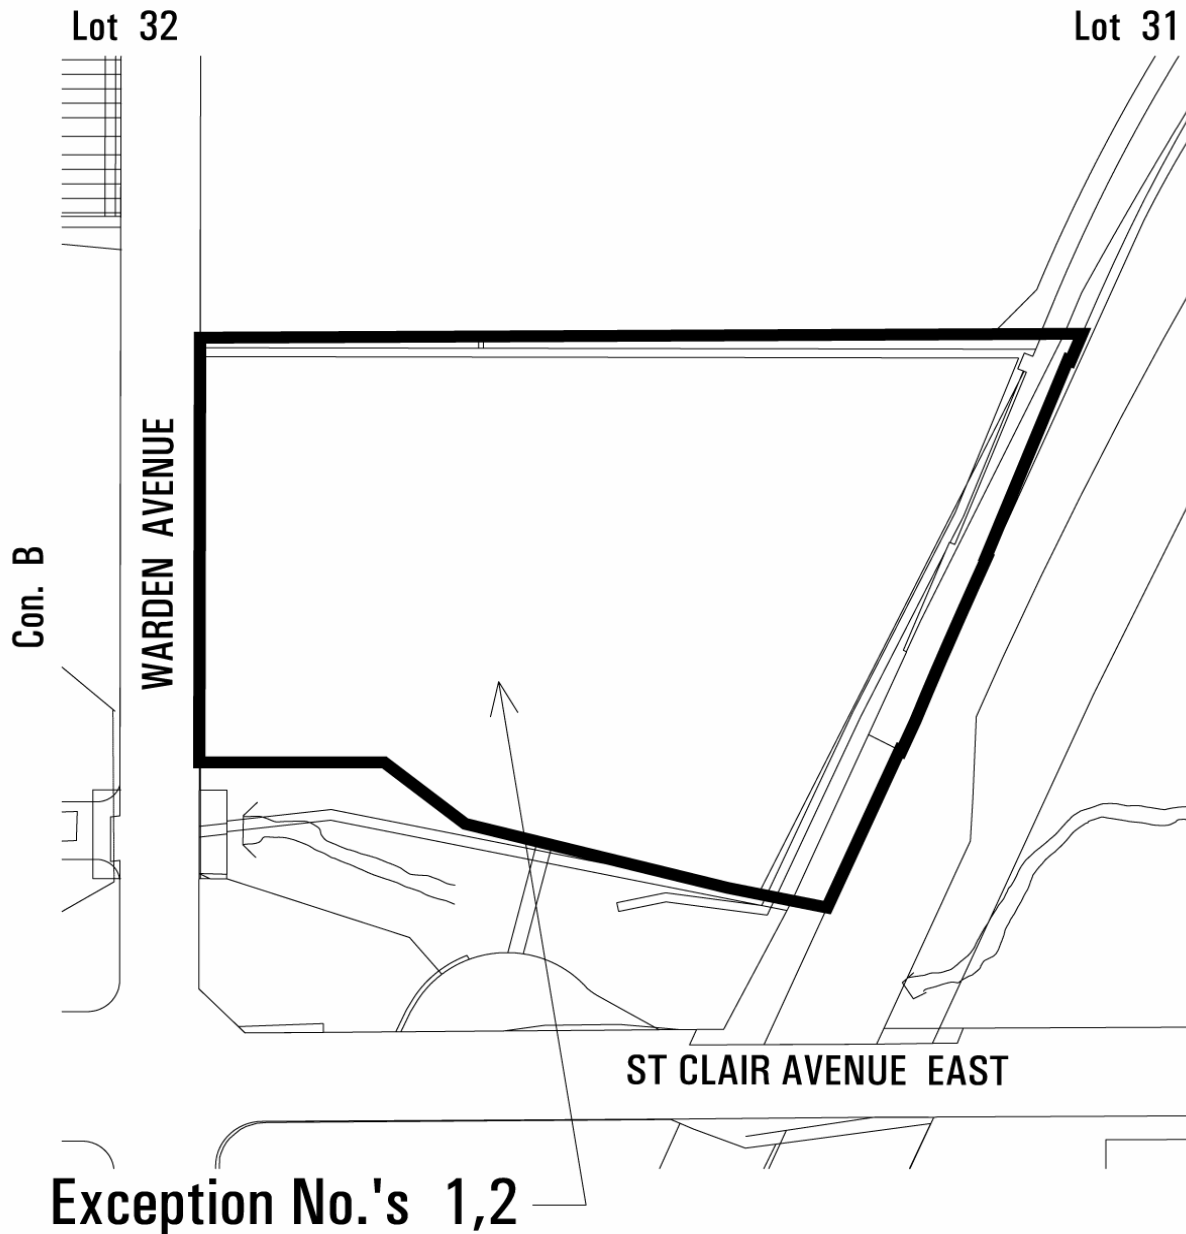 Lot 32
Lot 31
WARDEN AVENUE
Con. B
ST CLAIR AVENUE EAST
Exception No.'s 1,2